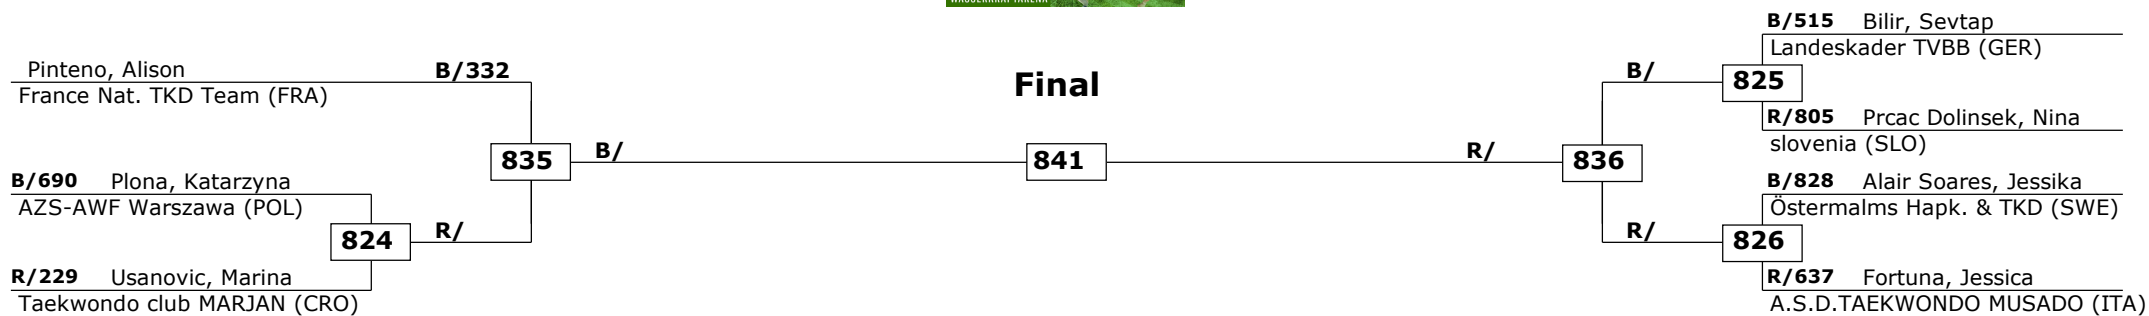 WASSERKRAFTARENA
Final
Pinteno, Alison B/332
France Nat. TKD Team (FRA)
835
B/
B/690 Plona, Katarzyna
AZS-AWF Warszawa (POL)
824
R/
R/229 Usanovic, Marina
Taekwondo club MARJAN (CRO)
841
R/
836
B/515 Bilir, Sevtap
Landeskader TVBB (GER)
B/
825
R/805 Prcac Dolinsek, Nina
slovenia (SLO)
B/828 Alair Soares, Jessika
Östermalms Hapk. & TKD (SWE)
R/
826
R/637 Fortuna, Jessica
A.S.D.TAEKWONDO MUSADO (ITA)